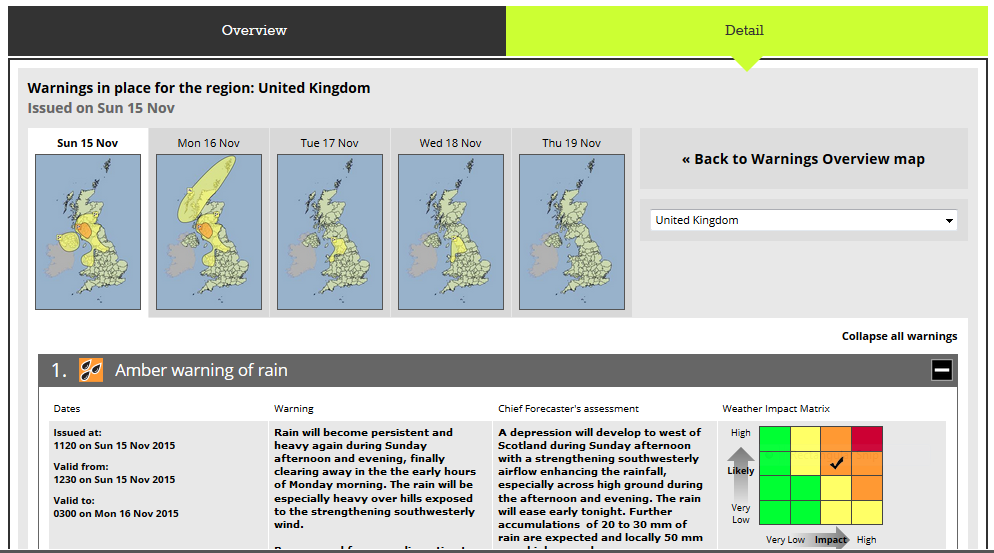 Overview
Detail
Warnings in place for the region: United Kingdom
Issued on Sun 15 Nov
Sun 15 Nov
Mon 16 Nov
Tue 17 Nov
Wed 18 Nov
Thu 19 Nov
« Back to Warnings Overview map
United Kingdom
Collapse all warnings
1. Amber warning of rain
Dates
Issued at:
1120 on Sun 15 Nov 2015
Valid from:
1230 on Sun 15 Nov 2015
Valid to:
0300 on Mon 16 Nov 2015
Warning
Rain will become persistent and
heavy again during Sunday
afternoon and evening, finally
clearing away in the the early hours
of Monday morning. The rain will be
especially heavy over hills exposed
to the strengthening southwesterly
wind.
Chief Forecaster's assessment
A depression will develop to west of
Scotland during Sunday afternoon
with a strengthening southwesterly
airflow enhancing the rainfall,
especially across high ground during
the afternoon and evening. The rain
will ease early tonight. Further
accumulations of 20 to 30 mm of
rain are expected and locally 50 mm
Weather Impact Matrix
High
Likely
Very
Low
Very Low
Impact
High